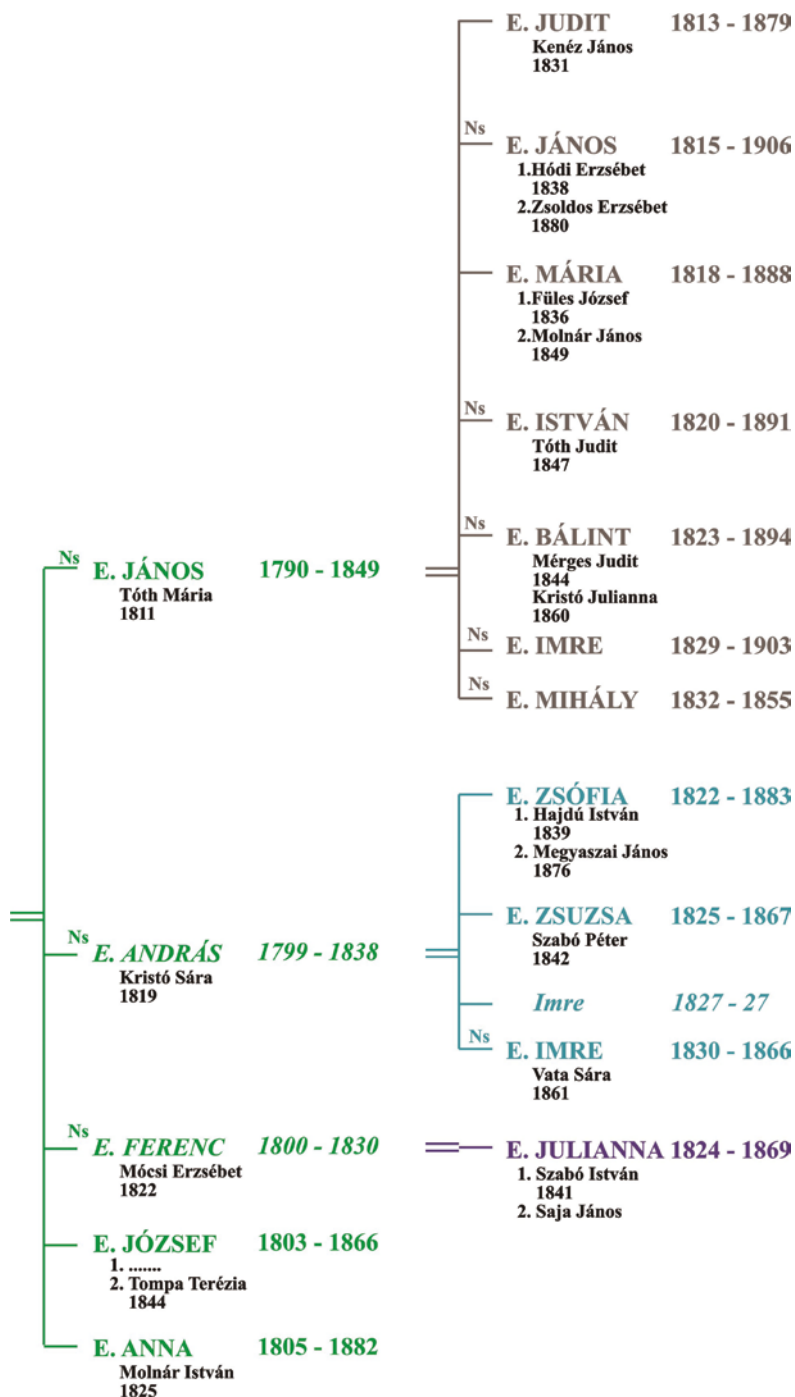 E. JUDIT 1813 - 1879
Kenéz János
1831
Ns
E. JÁNOS 1815 - 1906
1.Hódi Erzsébet
1838
2.Zsoldos Erzsébet
1880
E. MÁRIA 1818 - 1888
1.Füles József
1836
2.Molnár János
1849
Ns
E. ISTVÁN 1820 - 1891
Tóth Judit
1847
Ns
E. BÁLINT 1823 - 1894
Mérges Judit
1844
Kristó Julianna
1860
Ns
E. IMRE 1829 - 1903
Ns
E. MIHÁLY 1832 - 1855
Ns
E. JÁNOS 1790 - 1849
Tóth Mária
1811
E. ZSÓFIA 1822 - 1883
1. Hajdú István
1839
2. Megyaszai János
1876
E. ZSUZSA 1825 - 1867
Szabó Péter
1842
Imre 1827 - 27
Ns
E. IMRE 1830 - 1866
Vata Sára
1861
Ns
E. ANDRÁS 1799 - 1838
Kristó Sára
1819
Ns
E. FERENC 1800 - 1830
Mócsi Erzsébet
1822
E. JULIANNA 1824 - 1869
1. Szabó István
1841
2. Saja János
E. JÓZSEF 1803 - 1866
1. .......
2. Tompa Terézia
1844
E. ANNA 1805 - 1882
Molnár István
1825